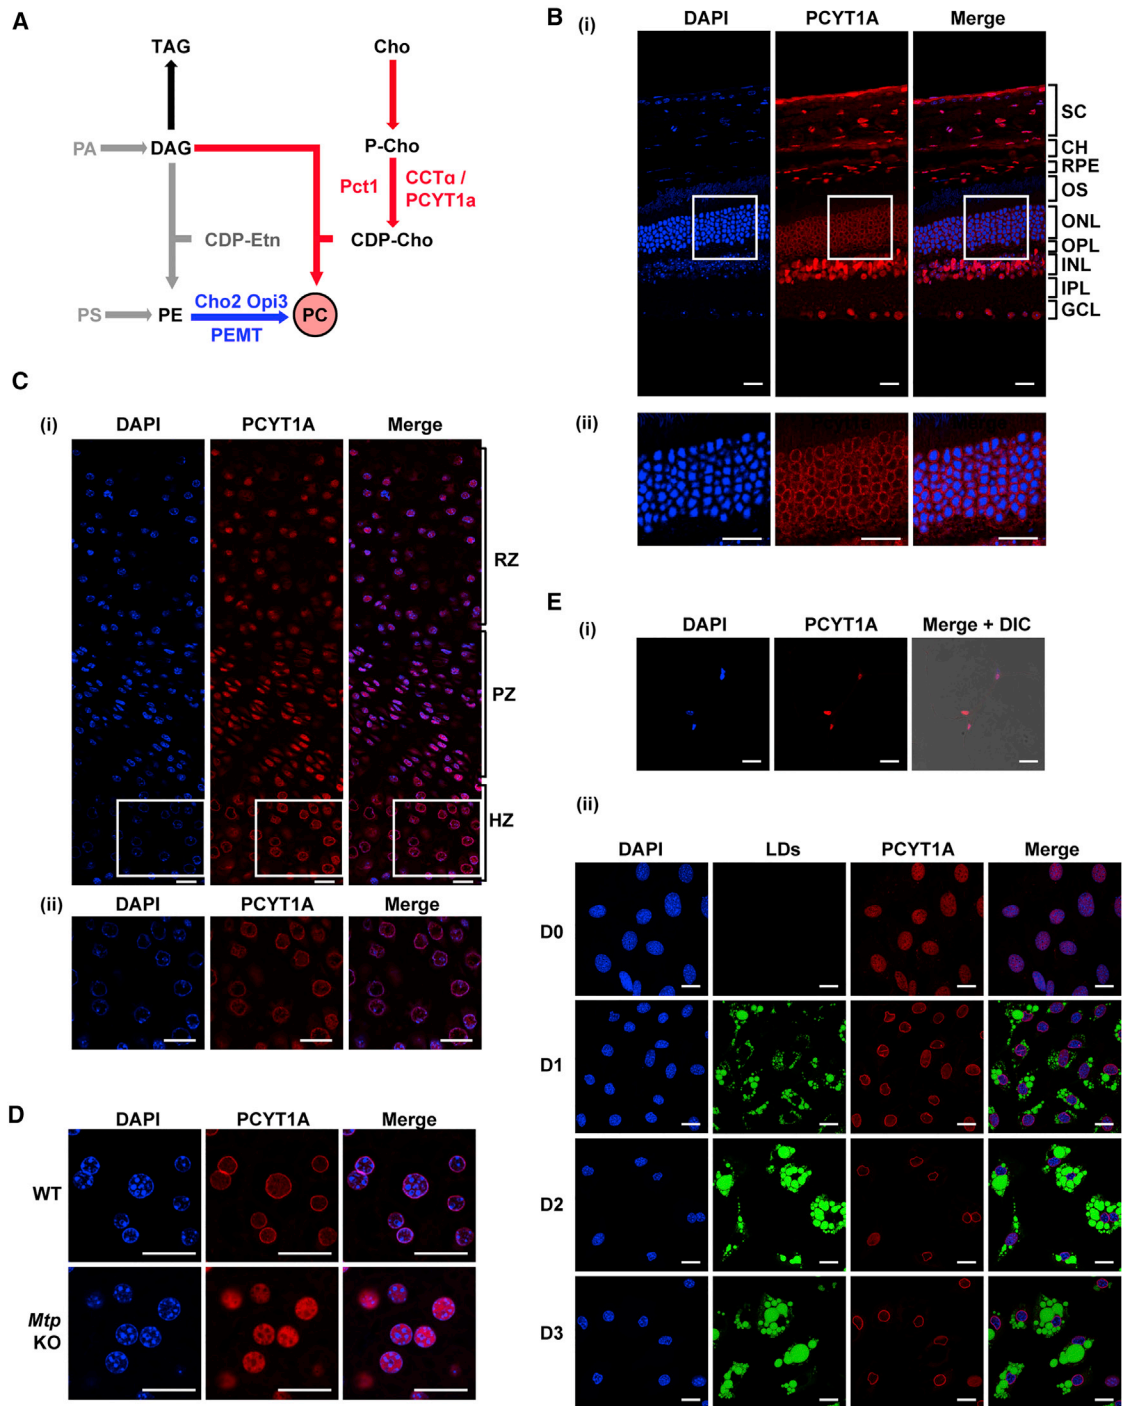 A
TAG
Cho
PA
DAG
P-Cho
Pct1
CCTα /
PCYT1a
CDP-Etn
CDP-Cho
PS
PE
Cho2 Opi3
PEMT
PC
B
(i)
DAPI
PCYT1A
Merge
SC
CH
RPE
OS
ONL
OPL
INL
IPL
GCL
(ii)
C
(i)
DAPI
PCYT1A
Merge
RZ
PZ
HZ
(ii)
DAPI
PCYT1A
Merge
D
DAPI
PCYT1A
Merge
WT
Mtp
KO
E
(i)
DAPI
PCYT1A
Merge + DIC
(ii)
DAPI
LDs
PCYT1A
Merge
D0
D1
D2
D3